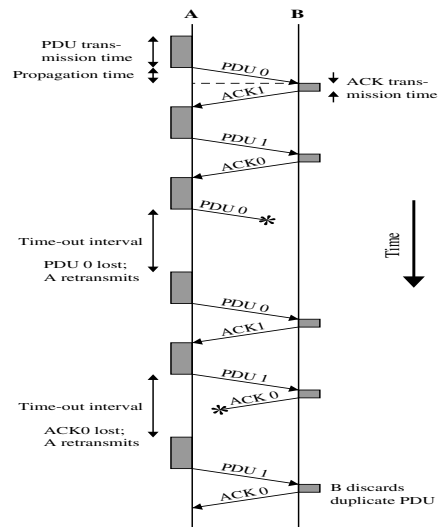 A
B
PDU trans-
mission time
Propagation time
PDU 0
ACK1
ACK trans-
mission time
PDU 1
ACK0
PDU 0
Time
Time-out interval
PDU 0 lost;
A retransmits
PDU 0
ACK1
PDU 1
ACK 0
Time-out interval
ACK0 lost;
A retransmits
PDU 1
ACK 0
B discards
duplicate PDU